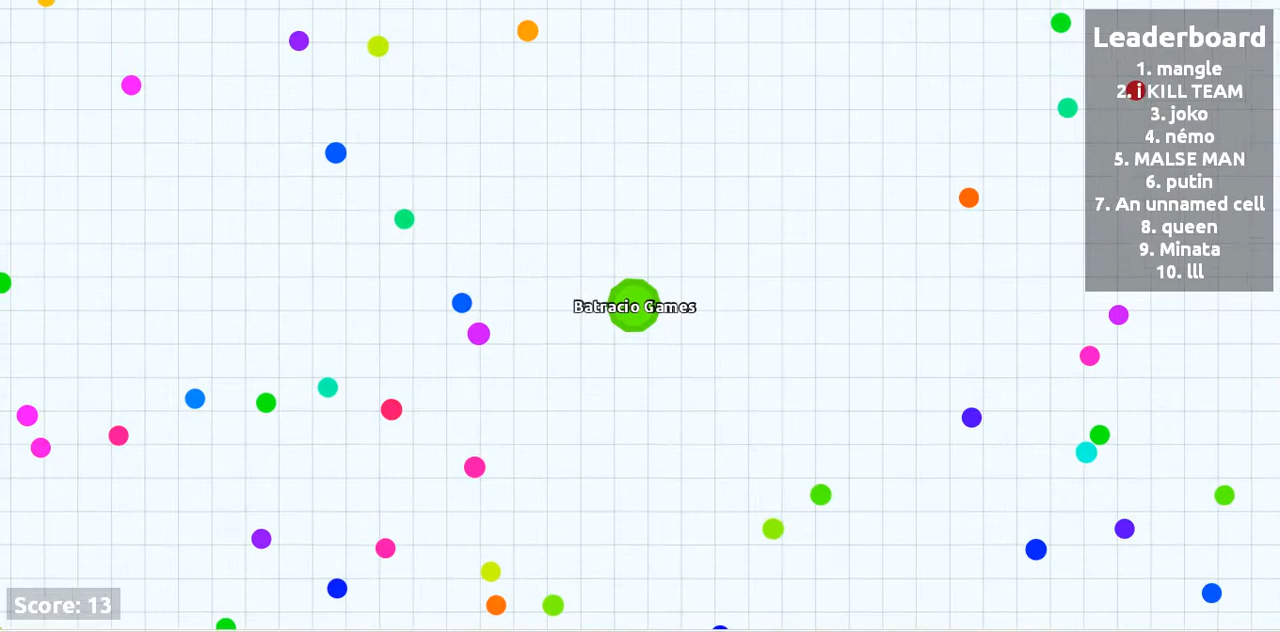 Leaderboard
1. mangle
2. i KILL TEAM
3. joko
4. némo
5. MALSE MAN
6. putin
7. An unnamed cell
8. queen
9. Minata
10. lll
Batracio Games
Score: 13